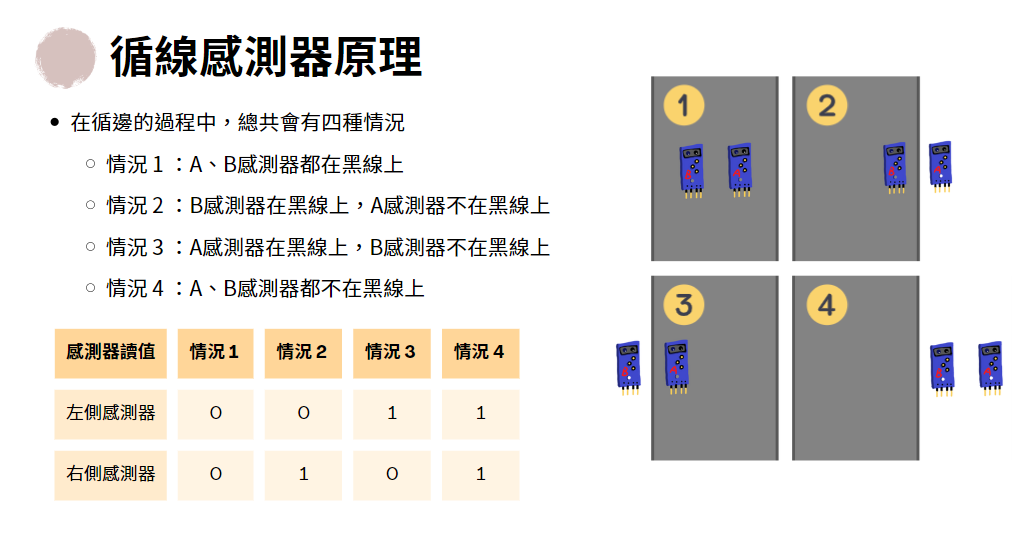 循線感測器原理
在循邊的過程中，總共會有四種情況
情況 1 ：A、B感測器都在黑線上
情況 2 ：B感測器在黑線上，A感測器不在黑線上
情況 3 ：A感測器在黑線上，B感測器不在黑線上
情況 4 ：A、B感測器都不在黑線上
感測器讀值 情況 1 情況 2 情況 3 情況 4
左側感測器 0 0 1 1
右側感測器 0 1 0 1
1 2
3 4